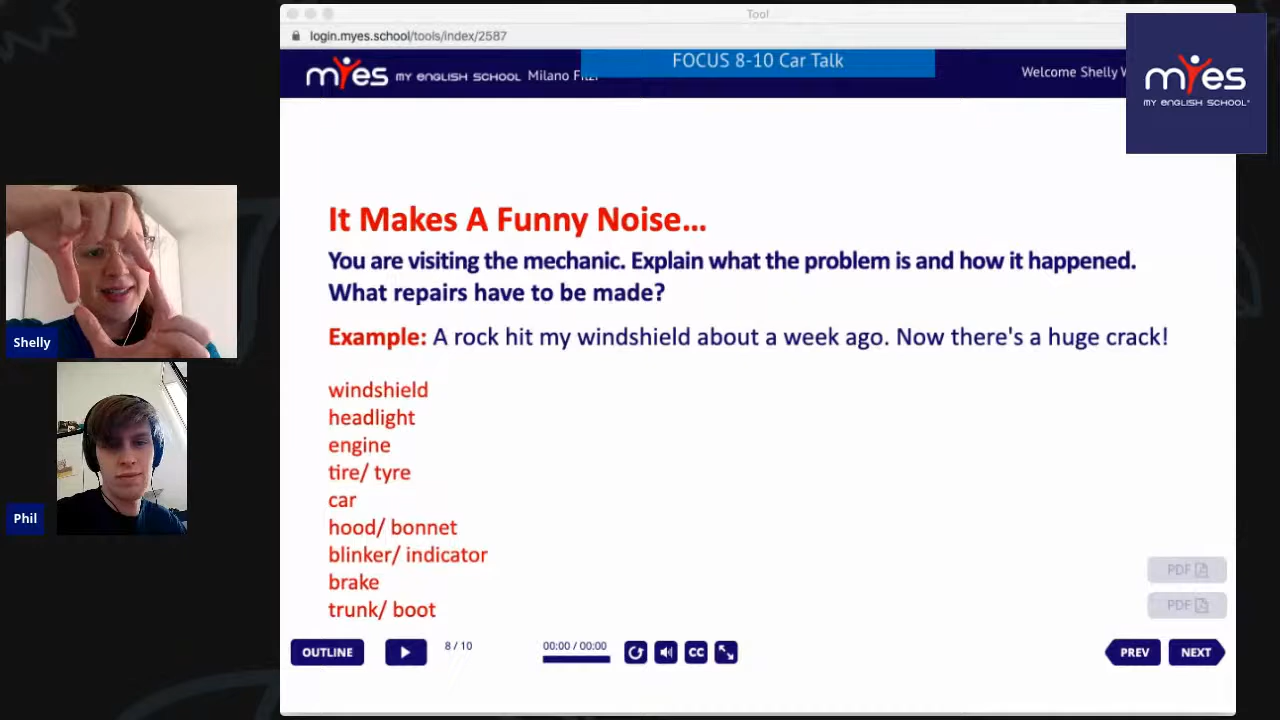 Tool
login.myes.school/tools/index/2587
FOCUS 8-10 Car Talk
myes MY ENGLISH SCHOOL Milano
Welcome Shelly
myes
MY ENGLISH SCHOOL
It Makes A Funny Noise...
You are visiting the mechanic. Explain what the problem is and how it happened.
What repairs have to be made?
Example: A rock hit my windshield about a week ago. Now there's a huge crack!
windshield
headlight
engine
tire/ tyre
car
hood/ bonnet
blinker/ indicator
brake
trunk/ boot
Shelly
Phil
PDF
PDF
OUTLINE
8 / 10
00:00 / 00:00
CC
PREV
NEXT